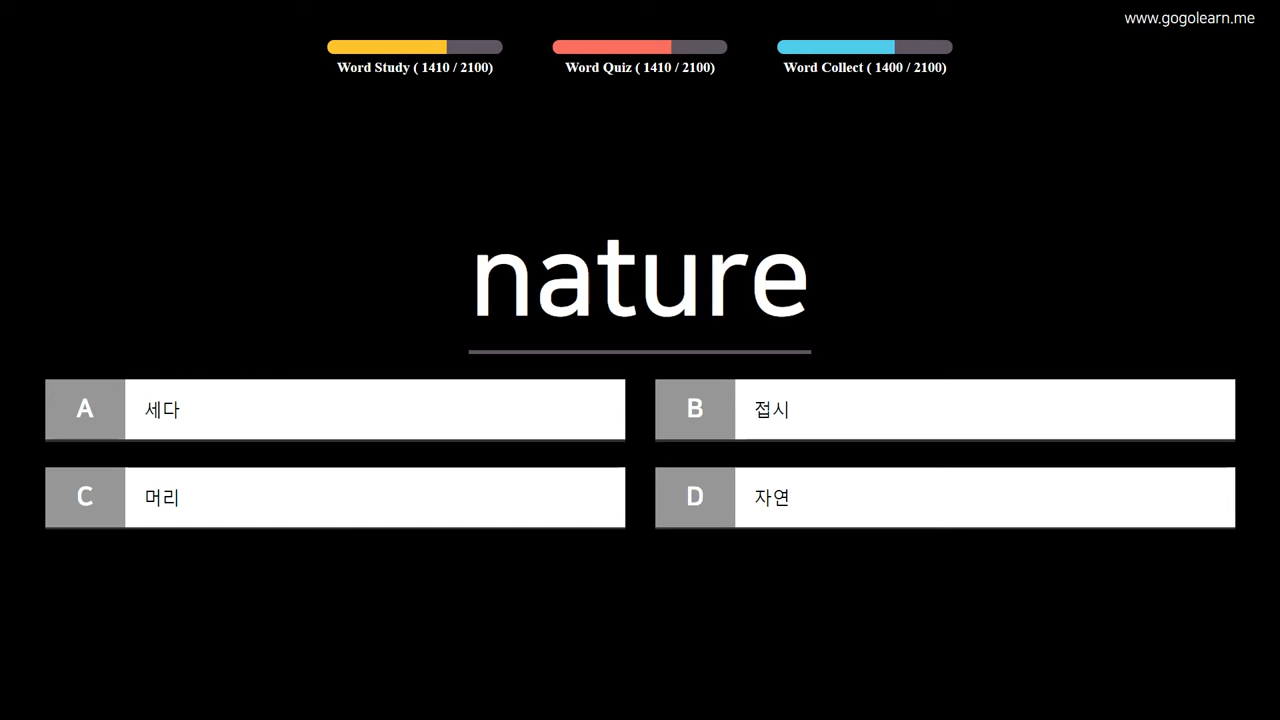 www.gogolearn.me
Word Study ( 1410 / 2100)
Word Quiz ( 1410 / 2100)
Word Collect ( 1400 / 2100)
nature
A 세다
B 접시
C 머리
D 자연